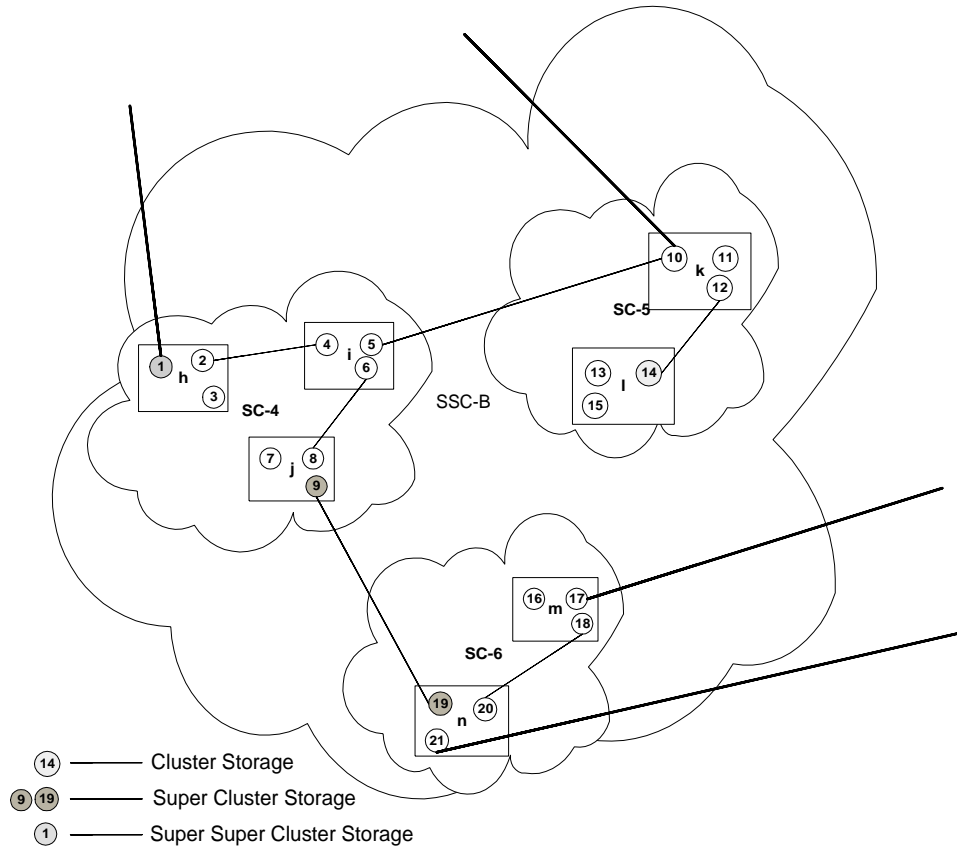 10
11
k
12
SC-5
4
5
i
6
1
2
h
3
13
14
l
15
SC-4
SSC-B
7
8
j
9
16
17
m
18
SC-6
19
20
n
21
14 Cluster Storage
9 19 Super Cluster Storage
1 Super Super Cluster Storage